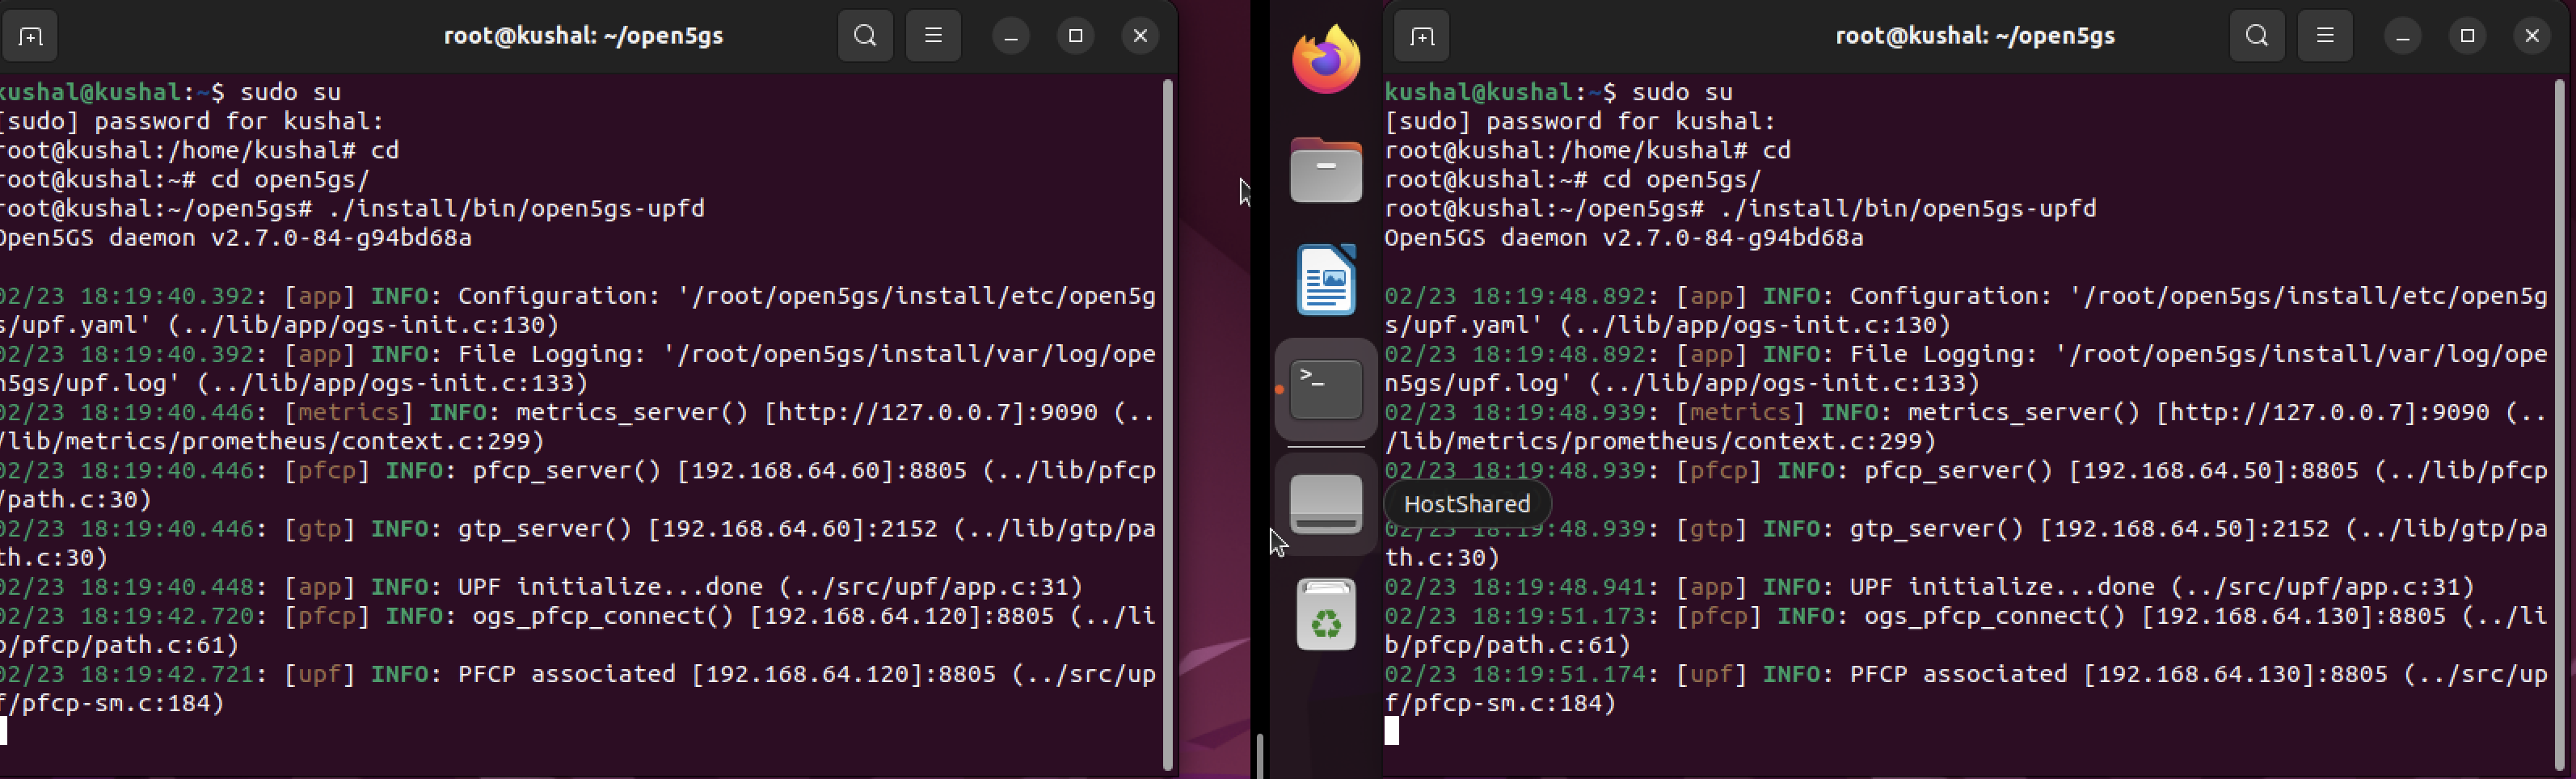 root@kushal: ~/open5gs
kushal@kushal:~$ sudo su
[sudo] password for kushal:
root@kushal:/home/kushal# cd
root@kushal:~# cd open5gs/
root@kushal:~/open5gs# ./install/bin/open5gs-upfd
Open5GS daemon v2.7.0-84-g94bd68a
02/23 18:19:40.392: [app] INFO: Configuration: '/root/open5gs/install/etc/open5g
s/upf.yaml' (../lib/app/ogs-init.c:130)
02/23 18:19:40.392: [app] INFO: File Logging: '/root/open5gs/install/var/log/ope
n5gs/upf.log' (../lib/app/ogs-init.c:133)
02/23 18:19:40.446: [metrics] INFO: metrics_server() [http://127.0.0.7]:9090 (..
/lib/metrics/prometheus/context.c:299)
02/23 18:19:40.446: [pfcp] INFO: pfcp_server() [192.168.64.60]:8805 (../lib/pfcp
/path.c:30)
02/23 18:19:40.446: [gtp] INFO: gtp_server() [192.168.64.60]:2152 (../lib/gtp/pa
th.c:30)
02/23 18:19:40.448: [app] INFO: UPF initialize...done (../src/upf/app.c:31)
02/23 18:19:42.720: [pfcp] INFO: ogs_pfcp_connect() [192.168.64.120]:8805 (../li
b/pfcp/path.c:61)
02/23 18:19:42.721: [upf] INFO: PFCP associated [192.168.64.120]:8805 (../src/up
f/pfcp-sm.c:184)
root@kushal: ~/open5gs
kushal@kushal:~$ sudo su
[sudo] password for kushal:
root@kushal:/home/kushal# cd
root@kushal:~# cd open5gs/
root@kushal:~/open5gs# ./install/bin/open5gs-upfd
Open5GS daemon v2.7.0-84-g94bd68a
02/23 18:19:48.892: [app] INFO: Configuration: '/root/open5gs/install/etc/open5g
s/upf.yaml' (../lib/app/ogs-init.c:130)
02/23 18:19:48.892: [app] INFO: File Logging: '/root/open5gs/install/var/log/ope
n5gs/upf.log' (../lib/app/ogs-init.c:133)
02/23 18:19:48.939: [metrics] INFO: metrics_server() [http://127.0.0.7]:9090 (..
/lib/metrics/prometheus/context.c:299)
02/23 18:19:48.939: [pfcp] INFO: pfcp_server() [192.168.64.50]:8805 (../lib/pfcp
HostShared
02/23 18:19:48.939: [gtp] INFO: gtp_server() [192.168.64.50]:2152 (../lib/gtp/pa
th.c:30)
02/23 18:19:48.941: [app] INFO: UPF initialize...done (../src/upf/app.c:31)
02/23 18:19:51.173: [pfcp] INFO: ogs_pfcp_connect() [192.168.64.130]:8805 (../li
b/pfcp/path.c:61)
02/23 18:19:51.174: [upf] INFO: PFCP associated [192.168.64.130]:8805 (../src/up
f/pfcp-sm.c:184)